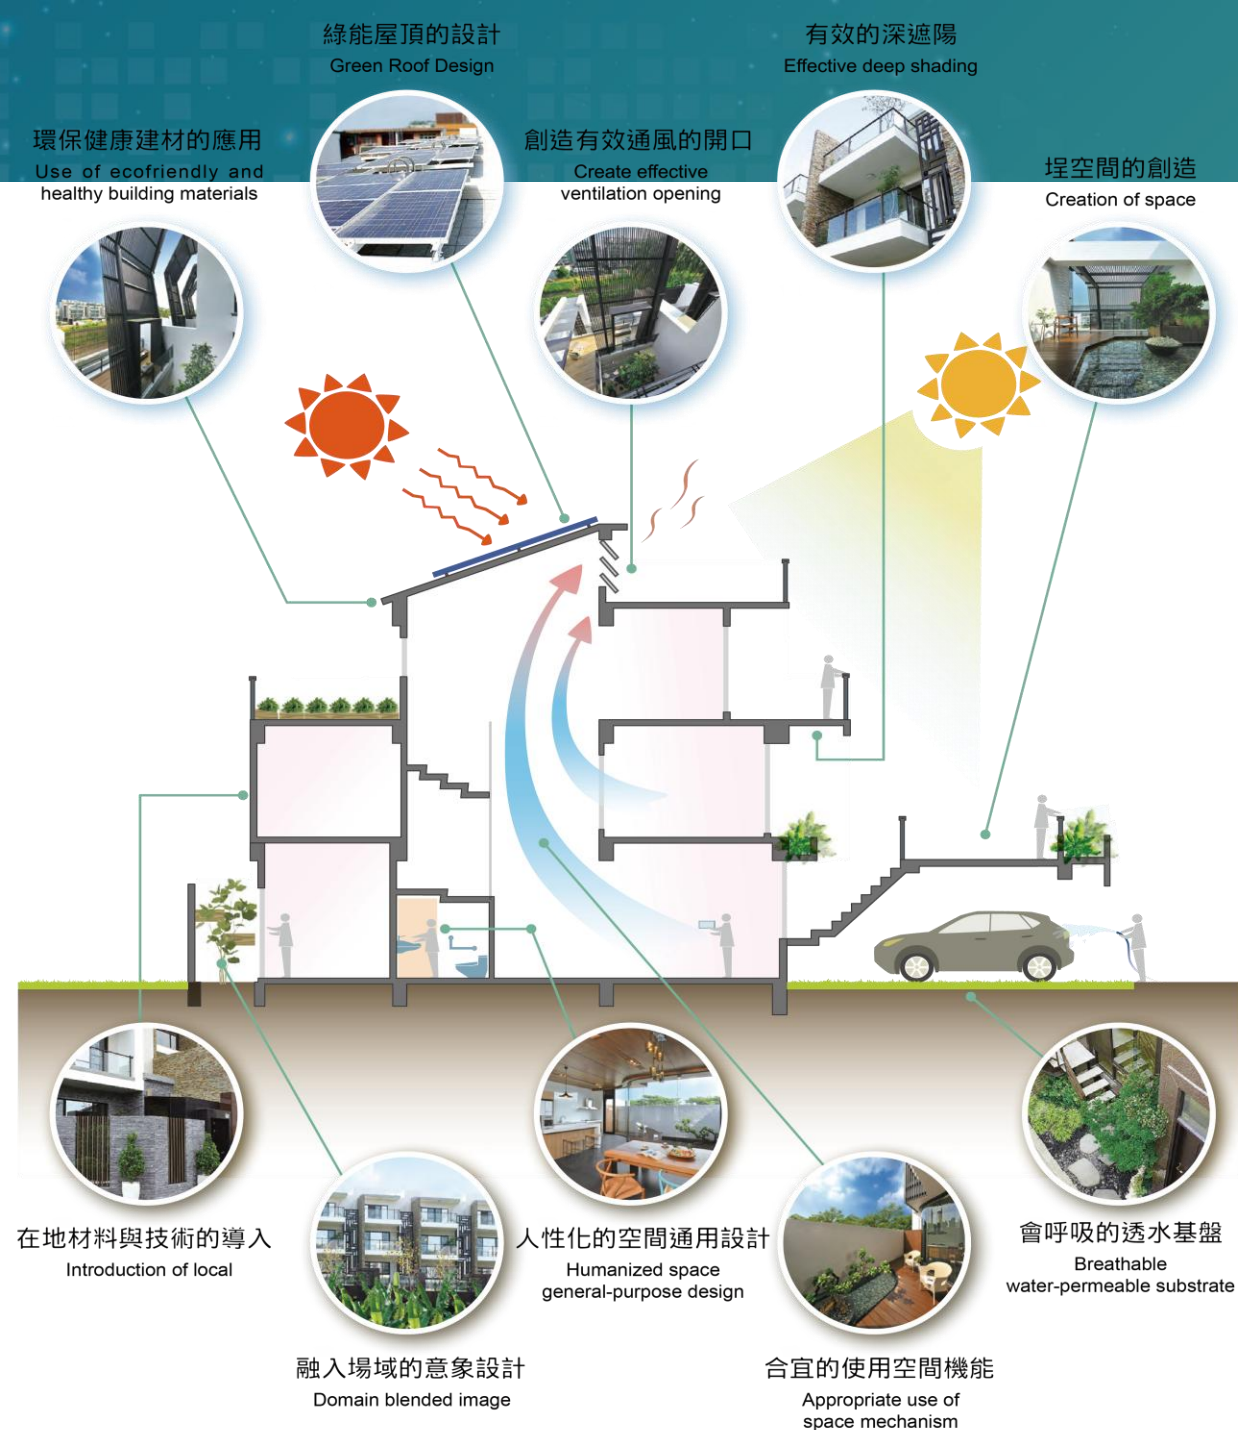 綠能屋頂的設計
Green Roof Design
有效的深遮陽
Effective deep shading
環保健康建材的應用
Use of ecofriendly and
healthy building materials
創造有效通風的開口
Create effective
ventilation opening
埕空間的創造
Creation of space
在地材料與技術的導入
Introduction of local
人性化的空間通用設計
Humanized space
general-purpose design
會呼吸的透水基盤
Breathable
water-permeable substrate
融入場域的意象設計
Domain blended image
合宜的使用空間機能
Appropriate use of
space mechanism